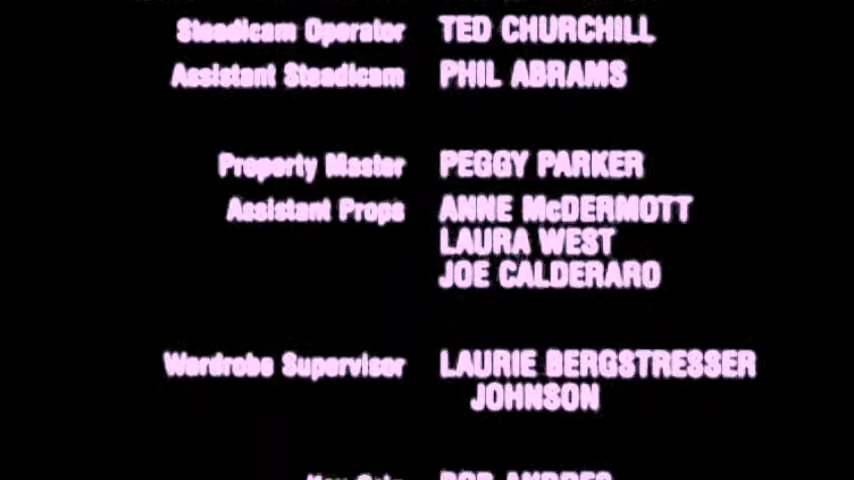 Steadicam Operator TED CHURCHILL
Assistant Steadicam PHIL ABRAMS
Property Master PEGGY PARKER
Assistant Props ANNE McDERMOTT
LAURA WEST
JOE CALDERARO
Wardrobe Supervisor LAURIE BERGSTRESSER
JOHNSON